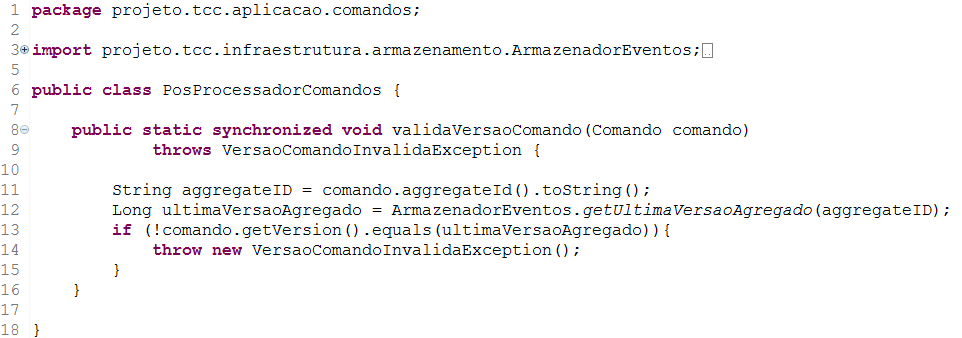 1 package projeto.tcc.aplicacao.comandos;
2
3 import projeto.tcc.infraestrutura.armazenamento.ArmazenadorEventos;
5
6 public class PosProcessadorComandos {
7
8     public static synchronized void validaVersaoComando(Comando comando)
9             throws VersaoComandoInvalidaException {
10
11         String aggregateID = comando.aggregateId().toString();
12         Long ultimaVersaoAgregado = ArmazenadorEventos.getUltimaVersaoAgregado(aggregateID);
13         if (!comando.getVersion().equals(ultimaVersaoAgregado)){
14             throw new VersaoComandoInvalidaException();
15         }
16     }
17
18 }